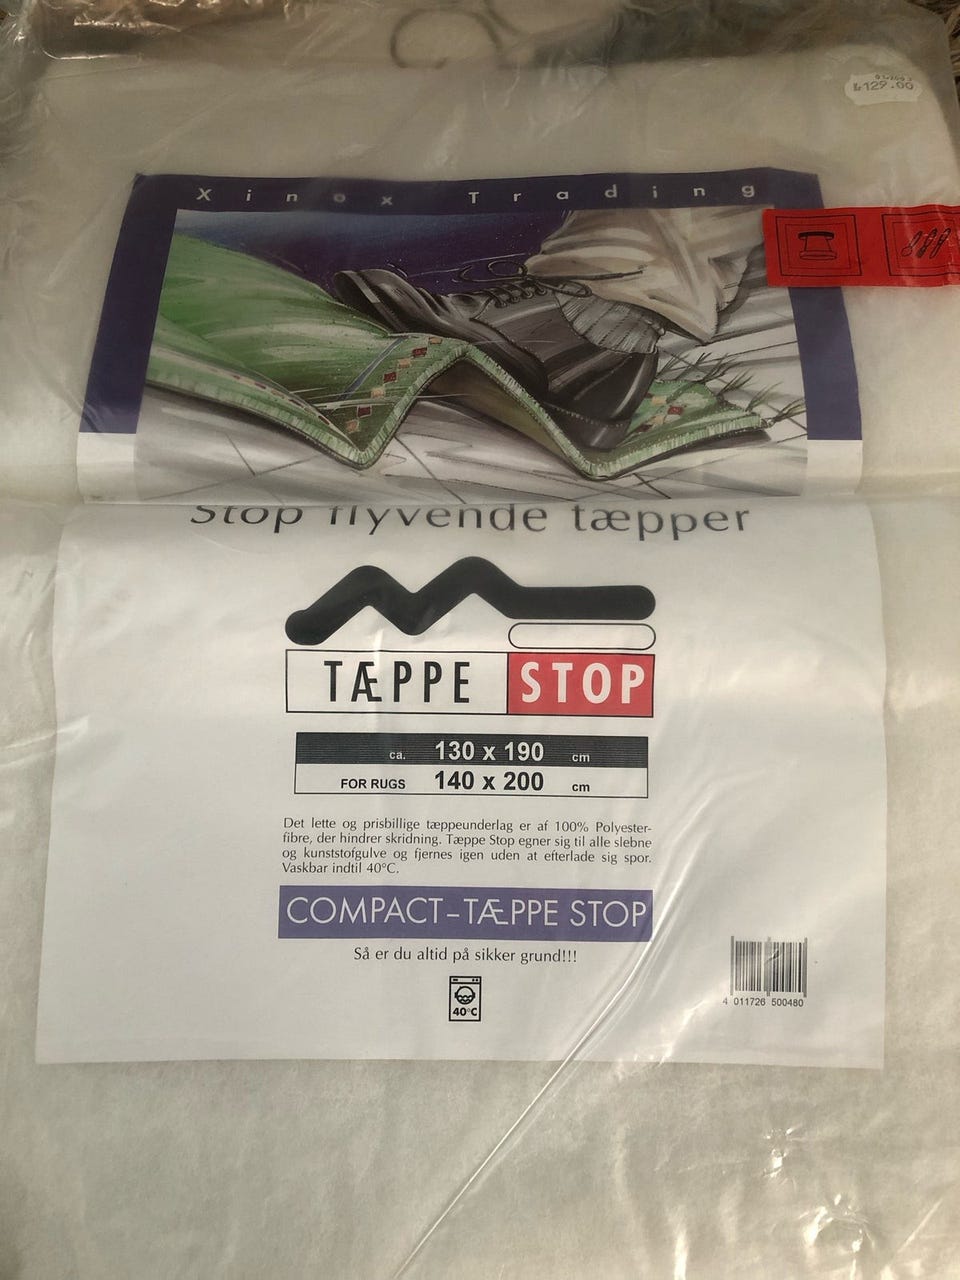 129.00
Xinox Trading
Stop flyvende tæpper
TÆPPE STOP
ca. 130 x 190 cm
FOR RUGS 140 x 200 cm
Det lette og prisbillige tæppeunderlag er af 100% Polyester-
fibre, der hindrer skridning. Tæppe Stop egner sig til alle slebne
og kunststofgulve og fjernes igen uden at efterlade sig spor.
Vaskbar indtil 40°C.
COMPACT–TÆPPE STOP
Så er du altid på sikker grund!!!
40°C
4 011726 500480